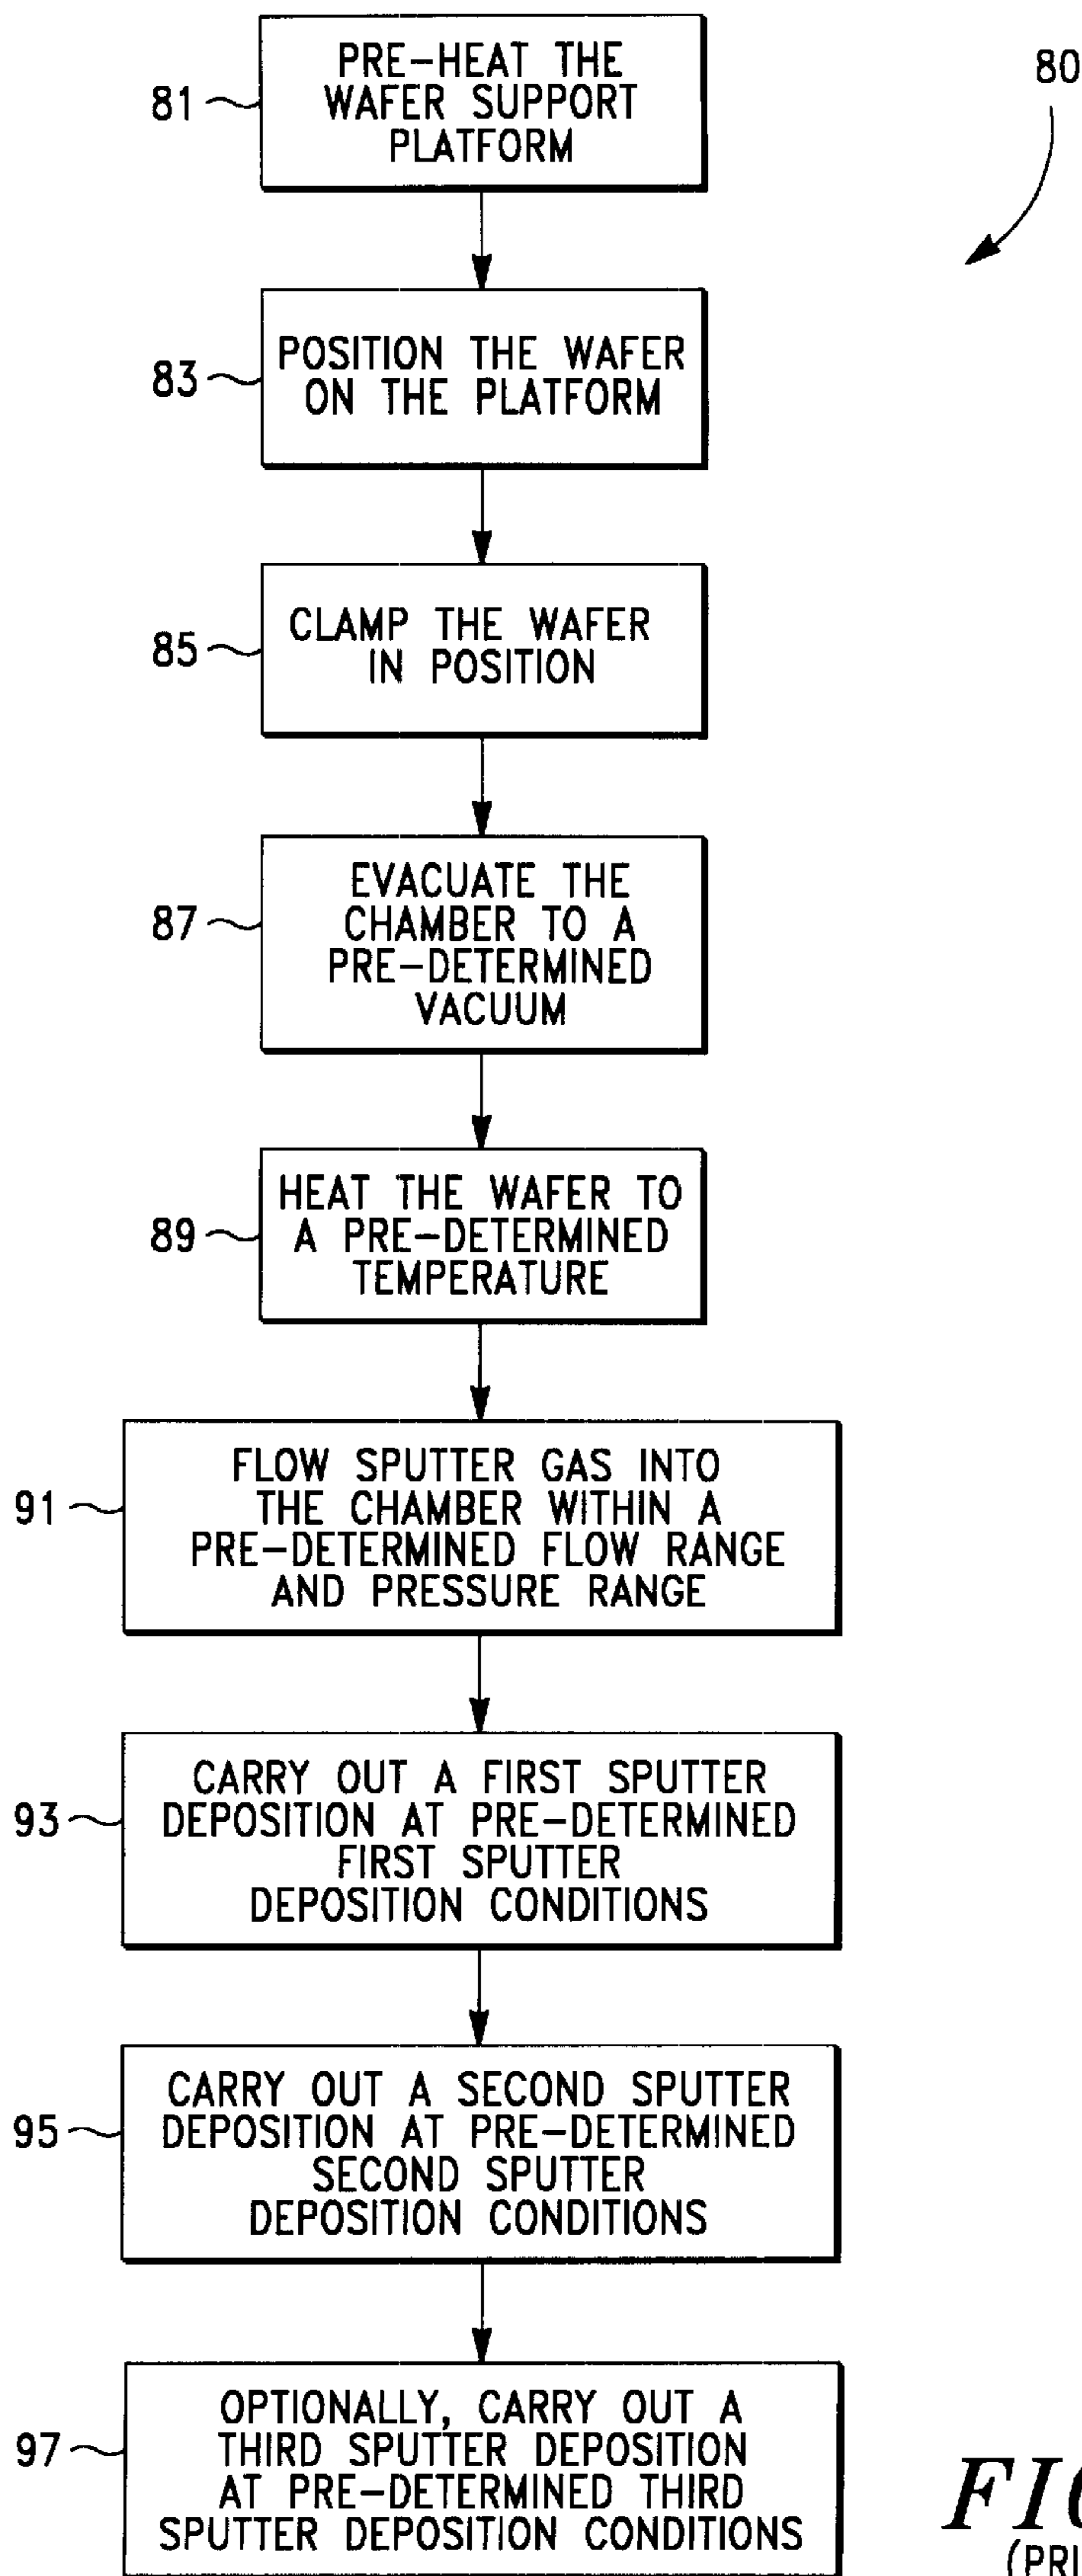 80
81
PRE-HEAT THE
WAFER SUPPORT
PLATFORM
83
POSITION THE WAFER
ON THE PLATFORM
85
CLAMP THE WAFER
IN POSITION
87
EVACUATE THE
CHAMBER TO A
PRE-DETERMINED
VACUUM
89
HEAT THE WAFER TO
A PRE-DETERMINED
TEMPERATURE
91
FLOW SPUTTER GAS INTO
THE CHAMBER WITHIN A
PRE-DETERMINED FLOW RANGE
AND PRESSURE RANGE
93
CARRY OUT A FIRST SPUTTER
DEPOSITION AT PRE-DETERMINED
FIRST SPUTTER
DEPOSITION CONDITIONS
95
CARRY OUT A SECOND SPUTTER
DEPOSITION AT PRE-DETERMINED
SECOND SPUTTER
DEPOSITION CONDITIONS
97
OPTIONALLY, CARRY OUT A
THIRD SPUTTER DEPOSITION
AT PRE-DETERMINED THIRD
SPUTTER DEPOSITION CONDITIONS